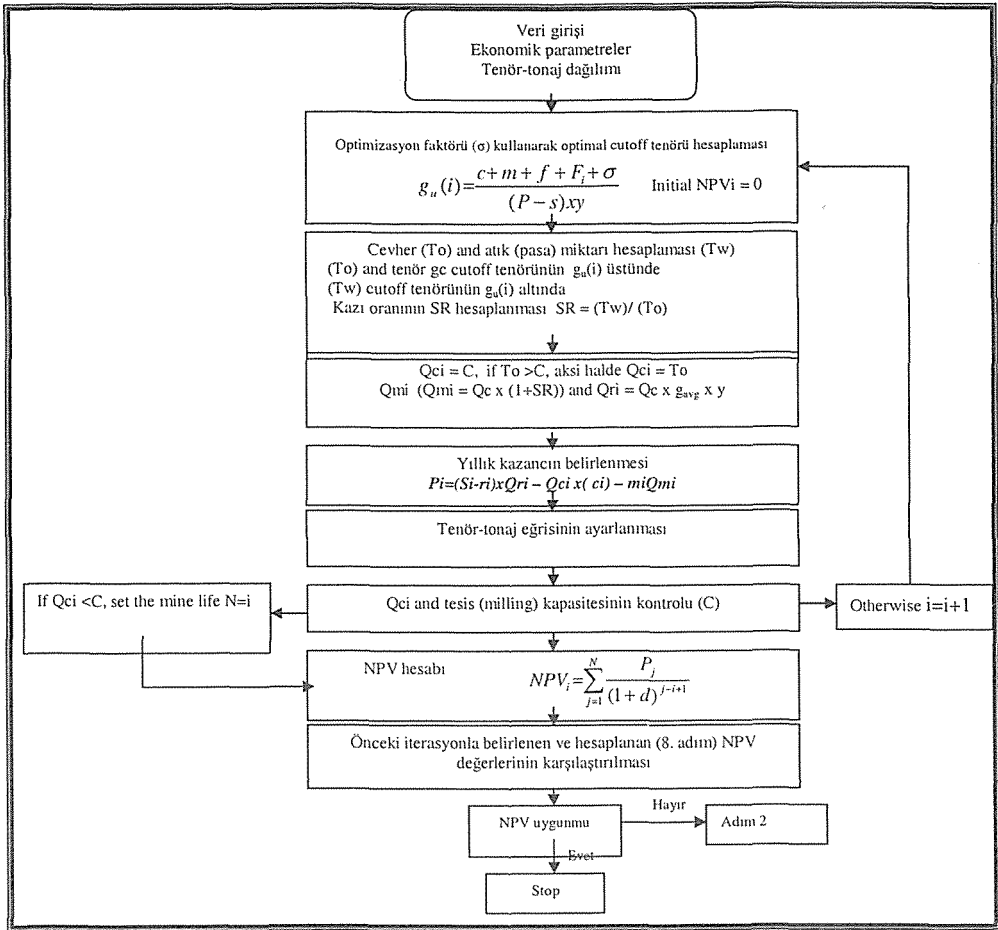 Veri girişi
Ekonomik parametreler
Tenör-tonaj dağılımı
Optimizasyon faktörü (σ) kullanarak optimal cutoff tenörü hesaplaması
g_u(i) = (c + m + f + F_i + σ) / ((P − s)xy)   Initial NPVi = 0
Cevher (To) and atık (pasa) miktarı hesaplaması (Tw)
(To) and tenör gc cutoff tenörünün g_u(i) üstünde
(Tw) cutoff tenörünün g_u(i) altında
Kazı oranının SR hesaplanması SR = (Tw)/ (To)
Qci = C, if To >C, aksi halde Qci = To
Qmi (Qmi = Qc x (1+SR)) and Qri = Qc x g_avg x y
Yıllık kazancın belirlenmesi
Pi=(Si-ri)xQri – Qci x( ci) – miQmi
Tenör-tonaj eğrisinin ayarlanması
If Qci <C, set the mine life N=i
Qci and tesis (milling) kapasitesinin kontrolu (C)
Otherwise i=i+1
NPV hesabı   NPV_i = ∑_{j=1}^{N} P_j / (1 + d)^{j−i+1}
Önceki iterasyonla belirlenen ve hesaplanan (8. adım) NPV
değerlerinin karşılaştırılması
NPV uygunmu
Hayır
Adım 2
Evet
Stop